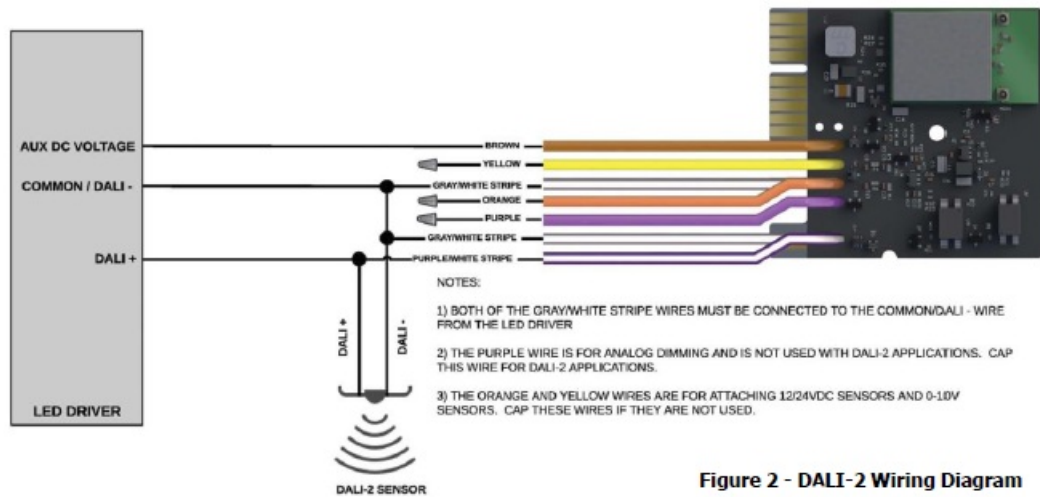 AUX DC VOLTAGE
COMMON / DALI -
DALI +
LED DRIVER
BROWN
YELLOW
GRAY/WHITE STRIPE
ORANGE
PURPLE
GRAY/WHITE STRIPE
PURPLE/WHITE STRIPE
DALI +
DALI -
DALI-2 SENSOR
NOTES:
1) BOTH OF THE GRAY/WHITE STRIPE WIRES MUST BE CONNECTED TO THE COMMON/DALI - WIRE
FROM THE LED DRIVER
2) THE PURPLE WIRE IS FOR ANALOG DIMMING AND IS NOT USED WITH DALI-2 APPLICATIONS. CAP
THIS WIRE FOR DALI-2 APPLICATIONS.
3) THE ORANGE AND YELLOW WIRES ARE FOR ATTACHING 12/24VDC SENSORS AND 0-10V
SENSORS. CAP THESE WIRES IF THEY ARE NOT USED.
Figure 2 - DALI-2 Wiring Diagram